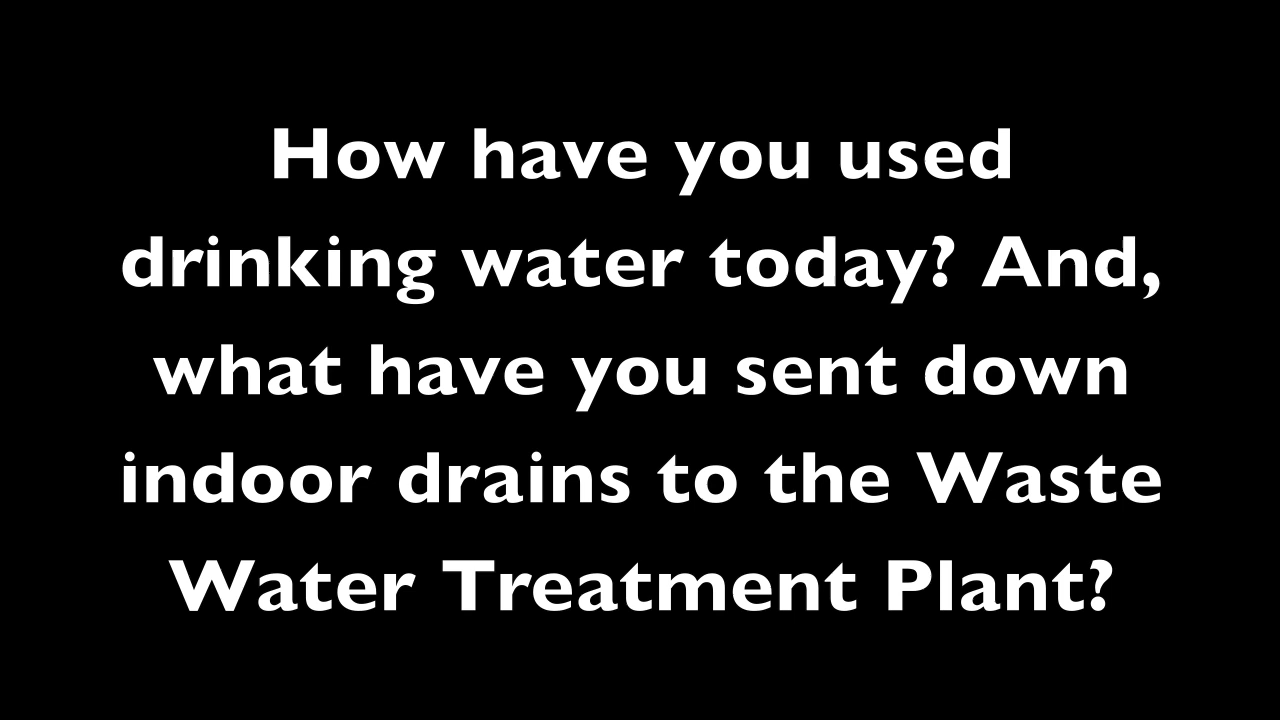 How have you used
drinking water today? And,
what have you sent down
indoor drains to the Waste
Water Treatment Plant?